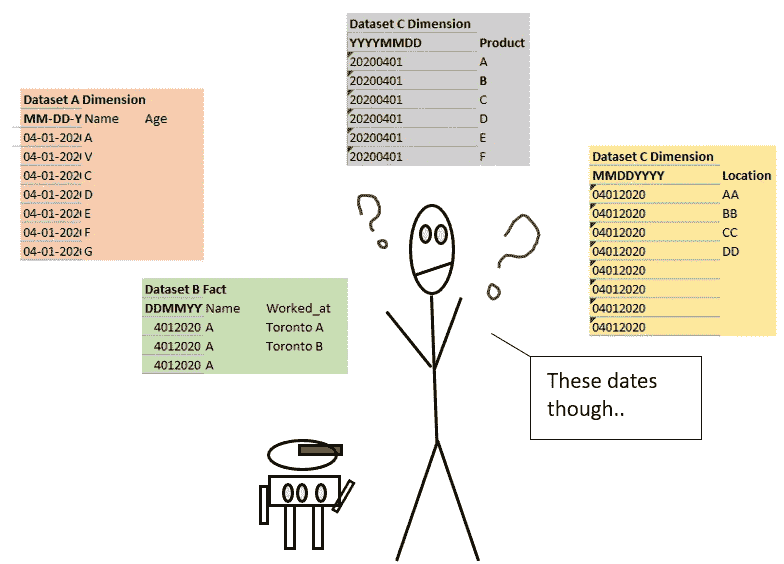 Dataset C Dimension
YYYYMMDD Product
20200401 A
20200401 B
20200401 C
20200401 D
20200401 E
20200401 F
Dataset A Dimension
MM-DD-Y Name Age
04-01-202 A
04-01-202 V
04-01-202 C
04-01-202 D
04-01-202 E
04-01-202 F
04-01-202 G
Dataset C Dimension
MMDDYYYY Location
04012020 AA
04012020 BB
04012020 CC
04012020 DD
04012020
04012020
04012020
04012020
Dataset B Fact
DDMMYY Name Worked_at
4012020 A Toronto A
4012020 A Toronto B
4012020 A
? ?
These dates
though..